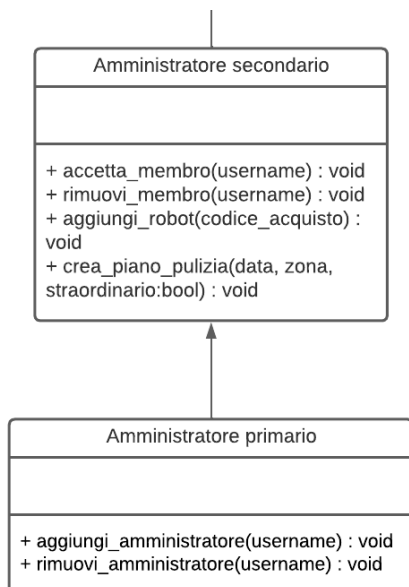 Amministratore secondario
+ accetta_membro(username) : void
+ rimuovi_membro(username) : void
+ aggiungi_robot(codice_acquisto) :
void
+ crea_piano_pulizia(data, zona,
straordinario:bool) : void
Amministratore primario
+ aggiungi_amministratore(username) : void
+ rimuovi_amministratore(username) : void